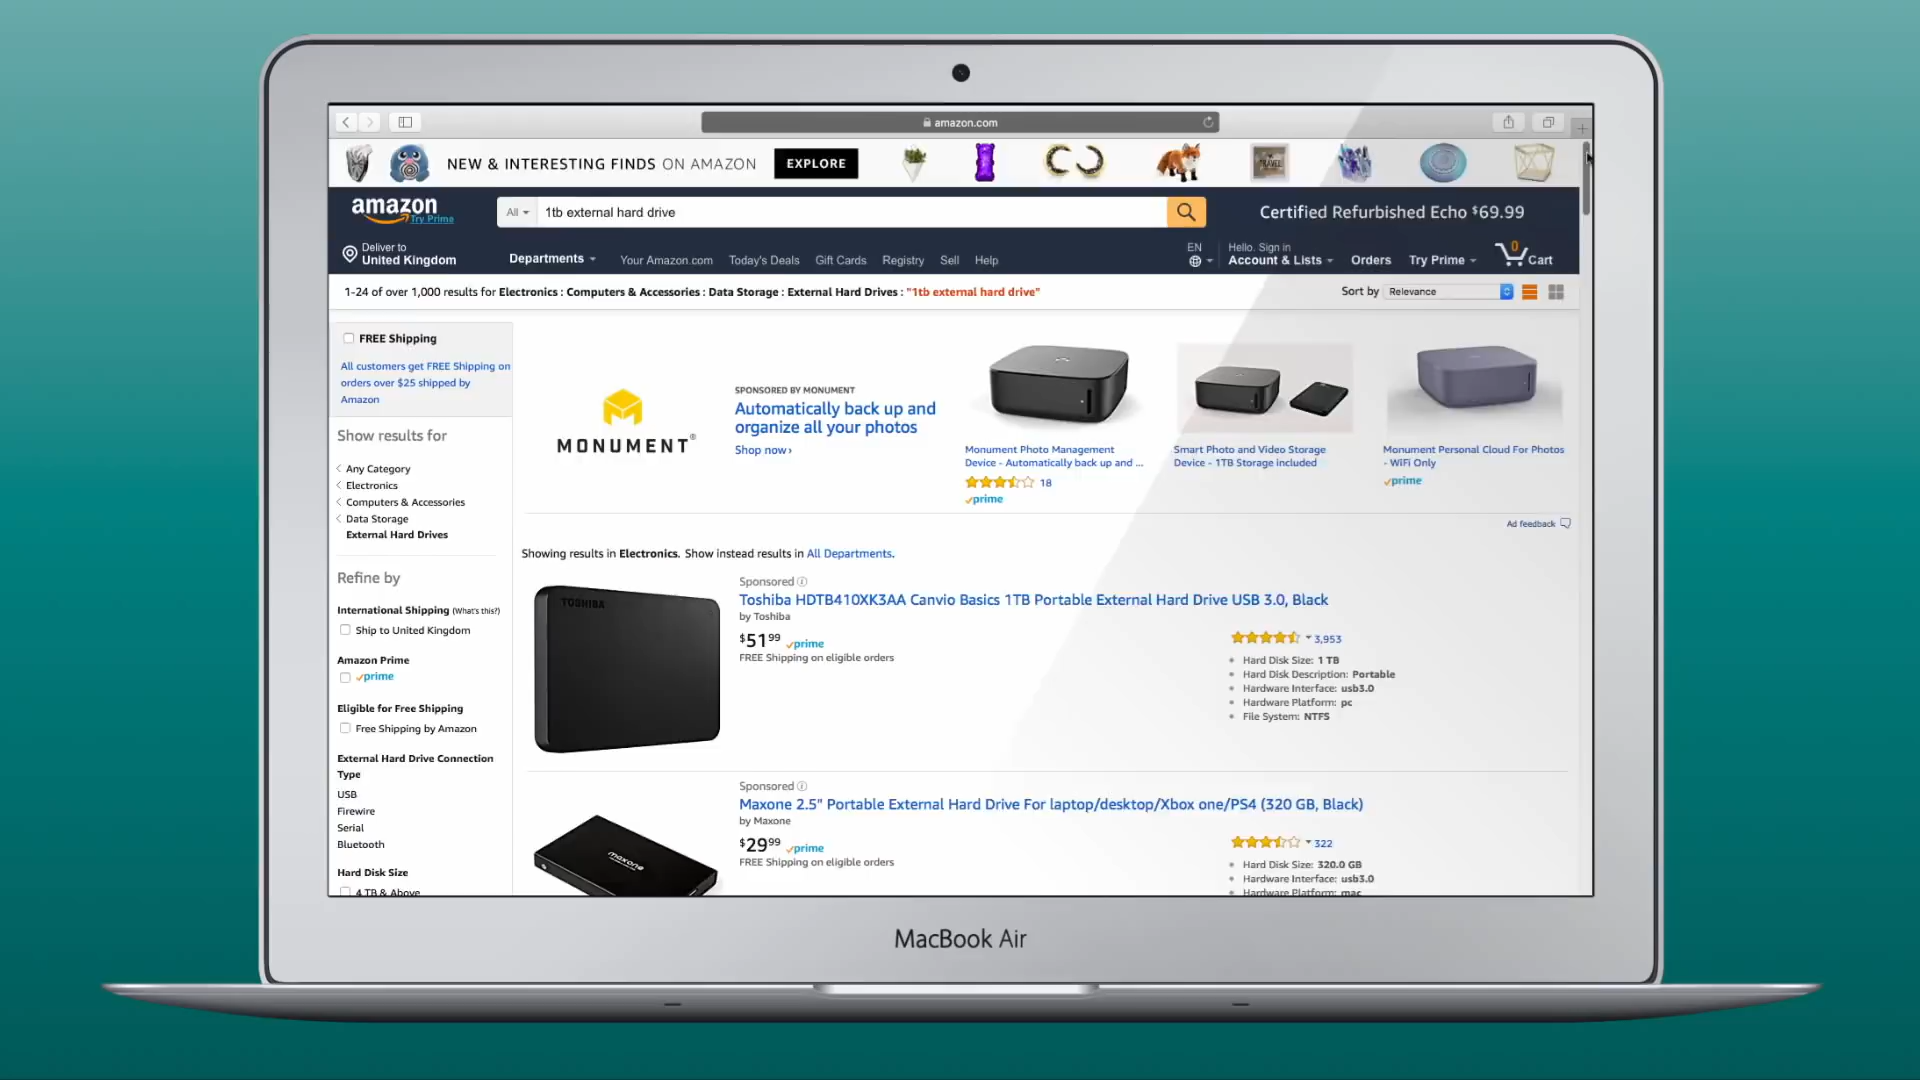 amazon.com
NEW & INTERESTING FINDS ON AMAZON EXPLORE
TRAVEL
amazon
Try Prime
All
1tb external hard drive
Certified Refurbished Echo $69.99
Deliver to
United Kingdom
Departments
Your Amazon.com
Today's Deals
Gift Cards
Registry
Sell
Help
EN
Hello. Sign in
Account & Lists
Orders
Try Prime
0
Cart
1-24 of over 1,000 results for Electronics : Computers & Accessories : Data Storage : External Hard Drives : "1tb external hard drive"
Sort by Relevance
FREE Shipping
All customers get FREE Shipping on
orders over $25 shipped by
Amazon
Show results for
Any Category
Electronics
Computers & Accessories
Data Storage
External Hard Drives
Refine by
International Shipping (What's this?)
Ship to United Kingdom
Amazon Prime
prime
Eligible for Free Shipping
Free Shipping by Amazon
External Hard Drive Connection
Type
USB
Firewire
Serial
Bluetooth
Hard Disk Size
4 TB & Above
MONUMENT®
SPONSORED BY MONUMENT
Automatically back up and
organize all your photos
Shop now ›
Monument Photo Management
Device - Automatically back up and ...
18
prime
Smart Photo and Video Storage
Device - 1TB Storage included
Monument Personal Cloud For Photos
- WiFi Only
prime
Ad feedback
Showing results in Electronics. Show instead results in All Departments.
TOSHIBA
Sponsored
Toshiba HDTB410XK3AA Canvio Basics 1TB Portable External Hard Drive USB 3.0, Black
by Toshiba
$51 99 prime
FREE Shipping on eligible orders
3,953
Hard Disk Size: 1 TB
Hard Disk Description: Portable
Hardware Interface: usb3.0
Hardware Platform: pc
File System: NTFS
maxone
Sponsored
Maxone 2.5" Portable External Hard Drive For laptop/desktop/Xbox one/PS4 (320 GB, Black)
by Maxone
$29 99 prime
FREE Shipping on eligible orders
322
Hard Disk Size: 320.0 GB
Hardware Interface: usb3.0
Hardware Platform: mac
MacBook Air